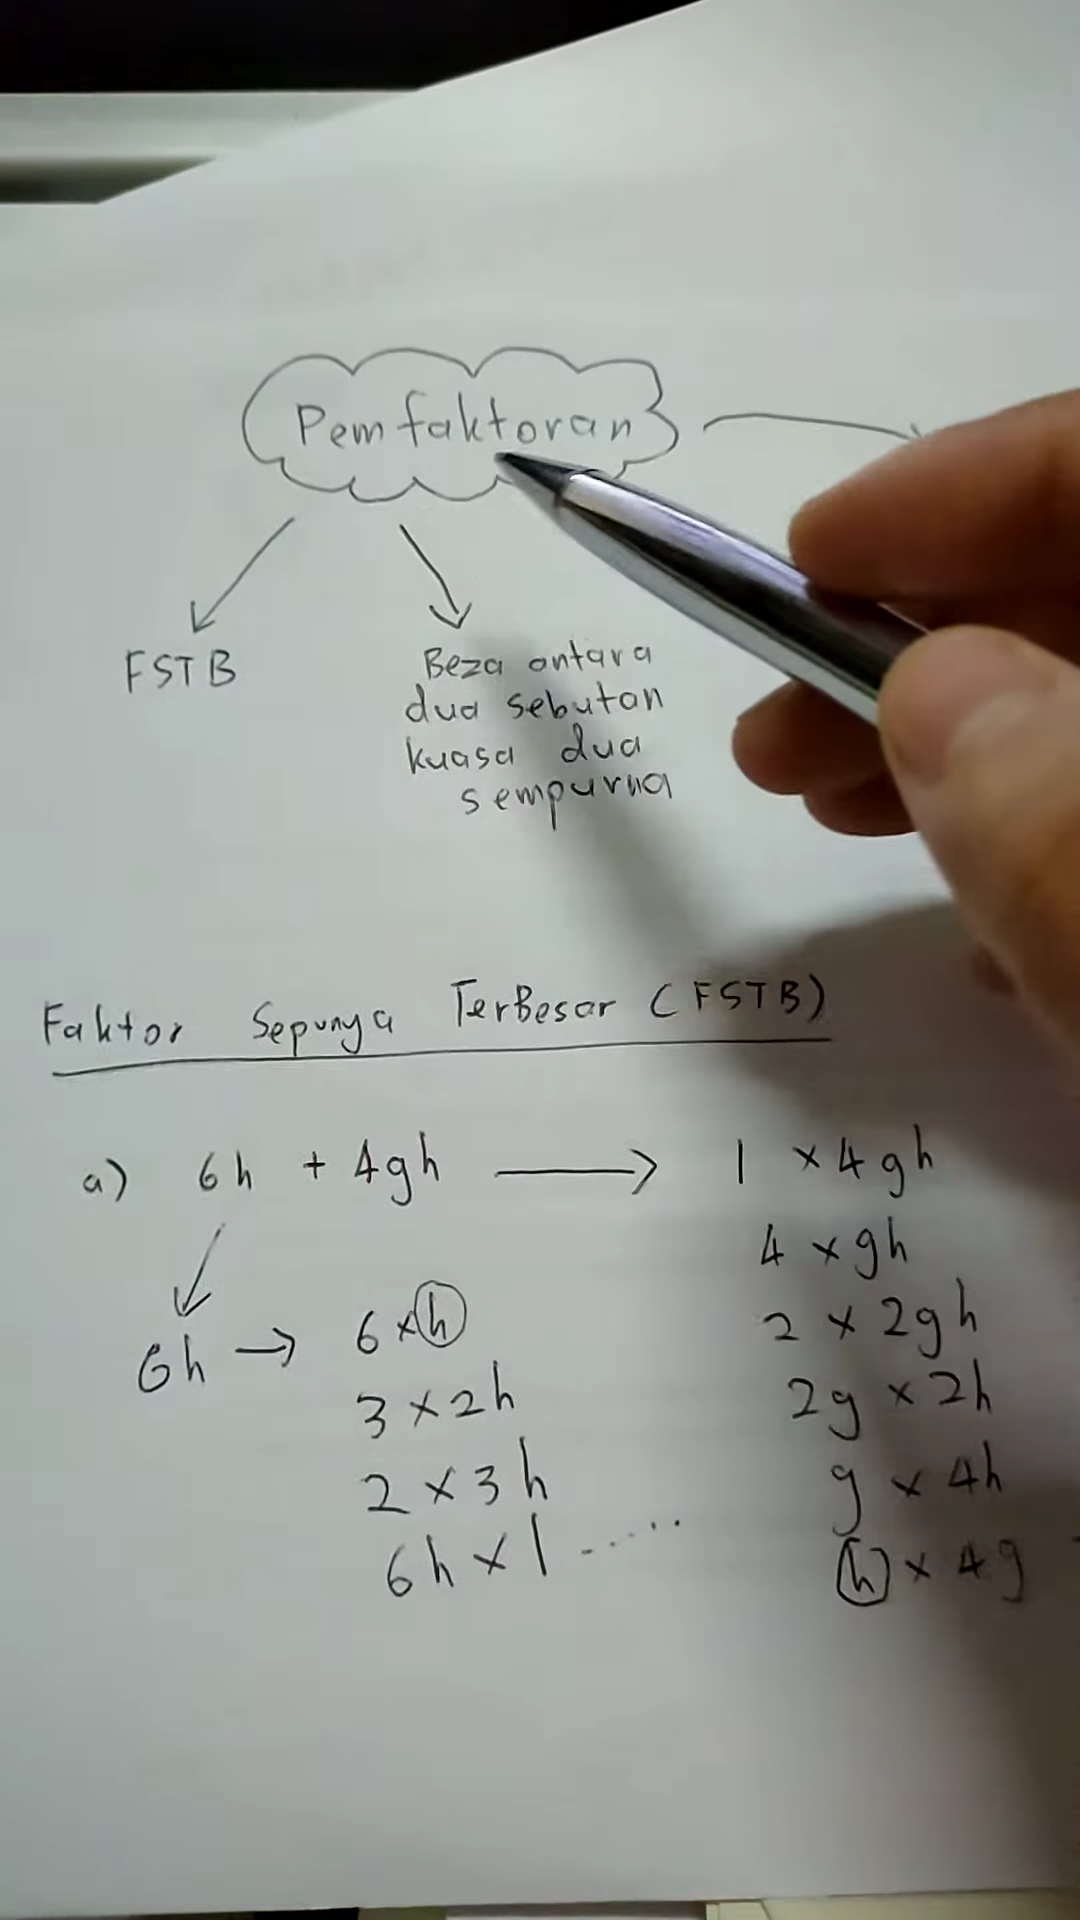 Pemfaktoran
FSTB
Beza antara
dua sebutan
kuasa dua
sempurna
Faktor Sepunya TerBesar (FSTB)
a) 6h + 4gh → 1 × 4gh
4 × gh
6h → 6 × h
2 × 2gh
3 × 2h
2g × 2h
2 × 3h
g × 4h
6h × 1 ......
h × 4g